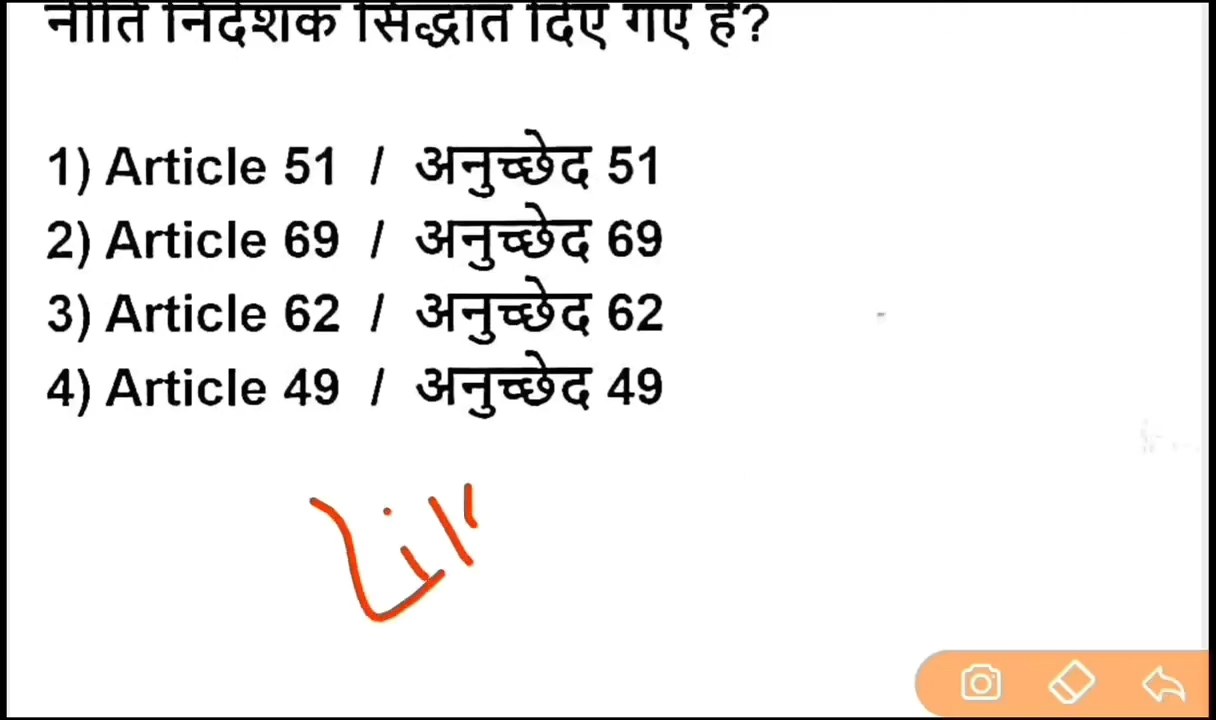 नीति निदेशक सिद्धांत दिए गए हैं?
1) Article 51 / अनुच्छेद 51
2) Article 69 / अनुच्छेद 69
3) Article 62 / अनुच्छेद 62
4) Article 49 / अनुच्छेद 49